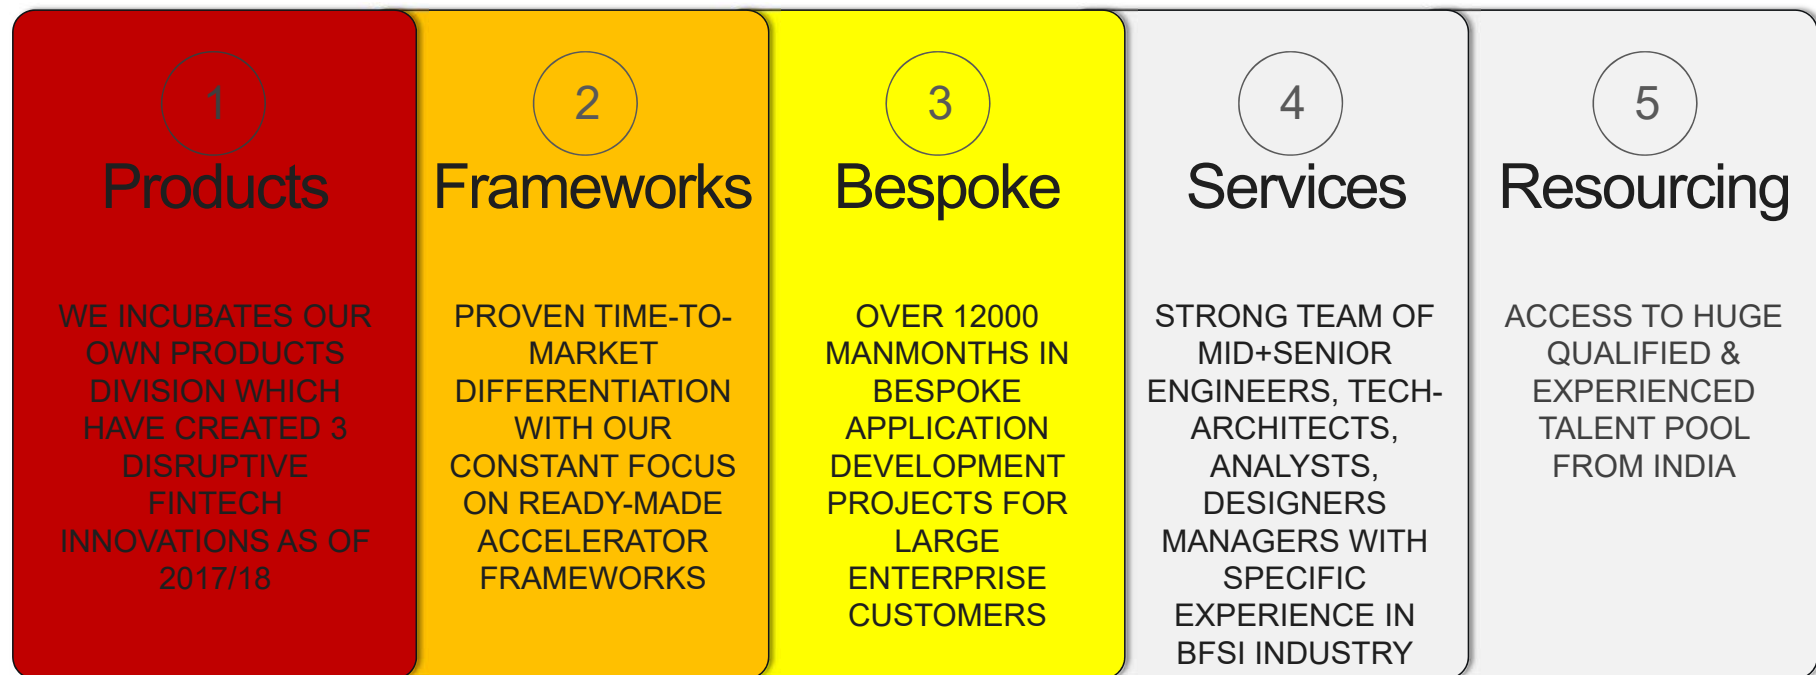 1
Products
WE INCUBATES OUR
OWN PRODUCTS
DIVISION WHICH
HAVE CREATED 3
DISRUPTIVE
FINTECH
INNOVATIONS AS OF
2017/18
2
Frameworks
PROVEN TIME-TO-
MARKET
DIFFERENTIATION
WITH OUR
CONSTANT FOCUS
ON READY-MADE
ACCELERATOR
FRAMEWORKS
3
Bespoke
OVER 12000
MANMONTHS IN
BESPOKE
APPLICATION
DEVELOPMENT
PROJECTS FOR
LARGE
ENTERPRISE
CUSTOMERS
4
Services
STRONG TEAM OF
MID+SENIOR
ENGINEERS, TECH-
ARCHITECTS,
ANALYSTS,
DESIGNERS
MANAGERS WITH
SPECIFIC
EXPERIENCE IN
BFSI INDUSTRY
5
Resourcing
ACCESS TO HUGE
QUALIFIED &
EXPERIENCED
TALENT POOL
FROM INDIA